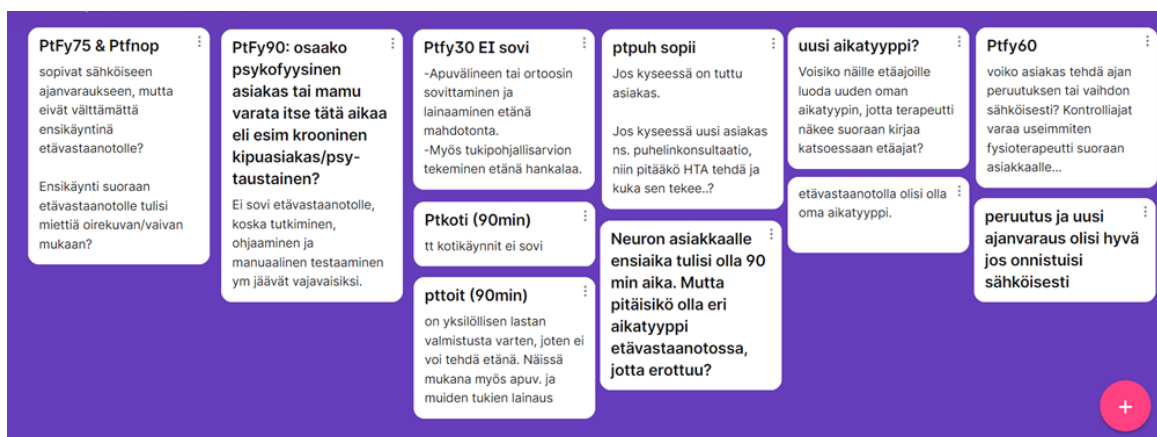 PtFy75 & Ptfnop
sopivat sähköiseen
ajanvaraukseen, mutta
eivät välttämättä
ensikäyntinä
etävastaanotolle?
Ensikäynti suoraan
etävastaanotolle tulisi
miettiä oirekuvan/vaivan
mukaan?
PtFy90: osaako
psykofyysinen
asiakas tai mamu
varata itse tätä aikaa
eli esim krooninen
kipuasiakas/psy-
taustainen?
Ei sovi etävastaanotolle,
koska tutkiminen,
ohjaaminen ja
manuaalinen testaaminen
ym jäävät vajavaisiksi.
Ptfy30 EI sovi
-Apuvälineen tai ortoosin
sovittaminen ja
lainaaminen etänä
mahdotonta.
-Myös tukipohjallisarvion
tekeminen etänä hankalaa.
Ptkoti (90min)
tt kotikäynnit ei sovi
pttoit (90min)
on yksilöllisen lastan
valmistusta varten, joten ei
voi tehdä etänä. Näissä
mukana myös apuv. ja
muiden tukien lainaus
ptpuh sopii
Jos kyseessä on tuttu
asiakas.
Jos kyseessä uusi asiakas
ns. puhelinkonsultaatio,
niin pitääkö HTA tehdä ja
kuka sen tekee..?
Neuron asiakkaalle
ensiaika tulisi olla 90
min aika. Mutta
pitäisikö olla eri
aikatyyppi
etävastaanotossa,
jotta erottuu?
uusi aikatyyppi?
Voisiko näille etäajoille
luoda uuden oman
aikatyypin, jotta terapeutti
näkee suoraan kirjaa
katsoessaan etäajat?
etävastaanotolla olisi olla
oma aikatyyppi.
Ptfy60
voiko asiakas tehdä ajan
peruutuksen tai vaihdon
sähköisesti? Kontrolliajat
varaa useimmiten
fysioterapeutti suoraan
asiakkaalle...
peruutus ja uusi
ajanvaraus olisi hyvä
jos onnistuisi
sähköisesti